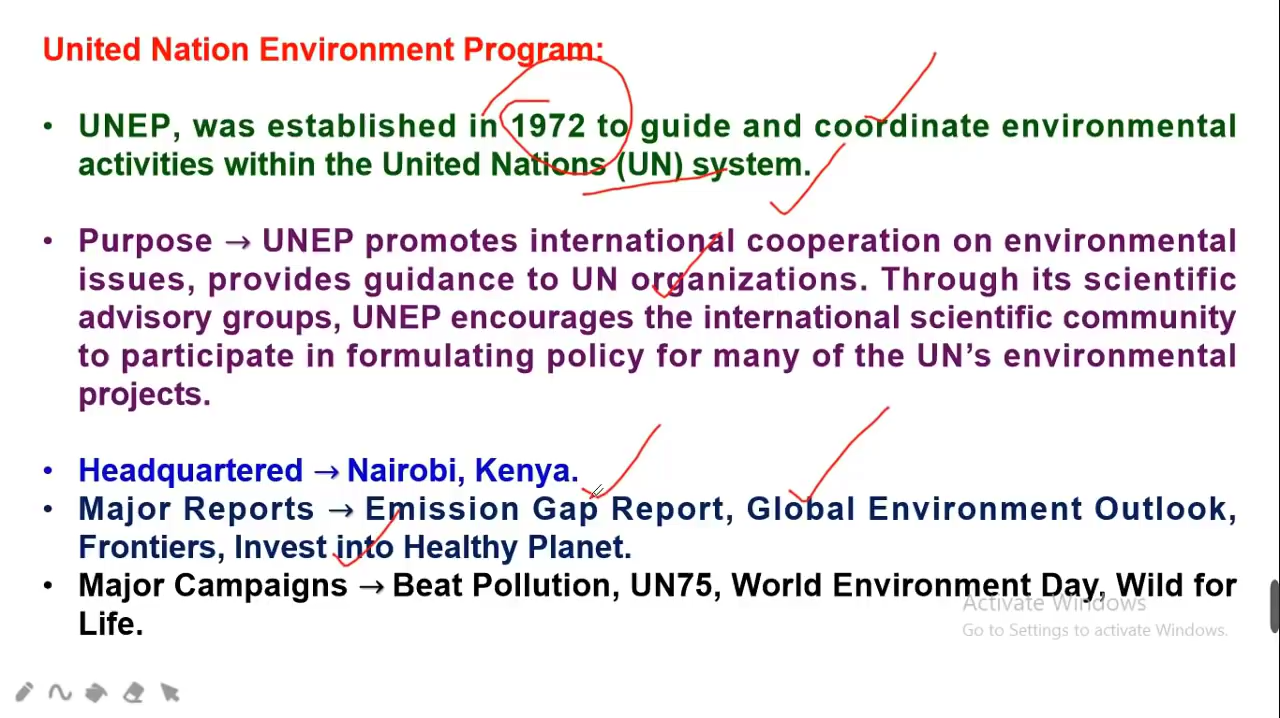 United Nation Environment Program:
• UNEP, was established in 1972 to guide and coordinate environmental
activities within the United Nations (UN) system.
• Purpose → UNEP promotes international cooperation on environmental
issues, provides guidance to UN organizations. Through its scientific
advisory groups, UNEP encourages the international scientific community
to participate in formulating policy for many of the UN’s environmental
projects.
• Headquartered → Nairobi, Kenya.
• Major Reports → Emission Gap Report, Global Environment Outlook,
Frontiers, Invest into Healthy Planet.
• Major Campaigns → Beat Pollution, UN75, World Environment Day, Wild for
Life.
Activate Windows
Go to Settings to activate Windows.